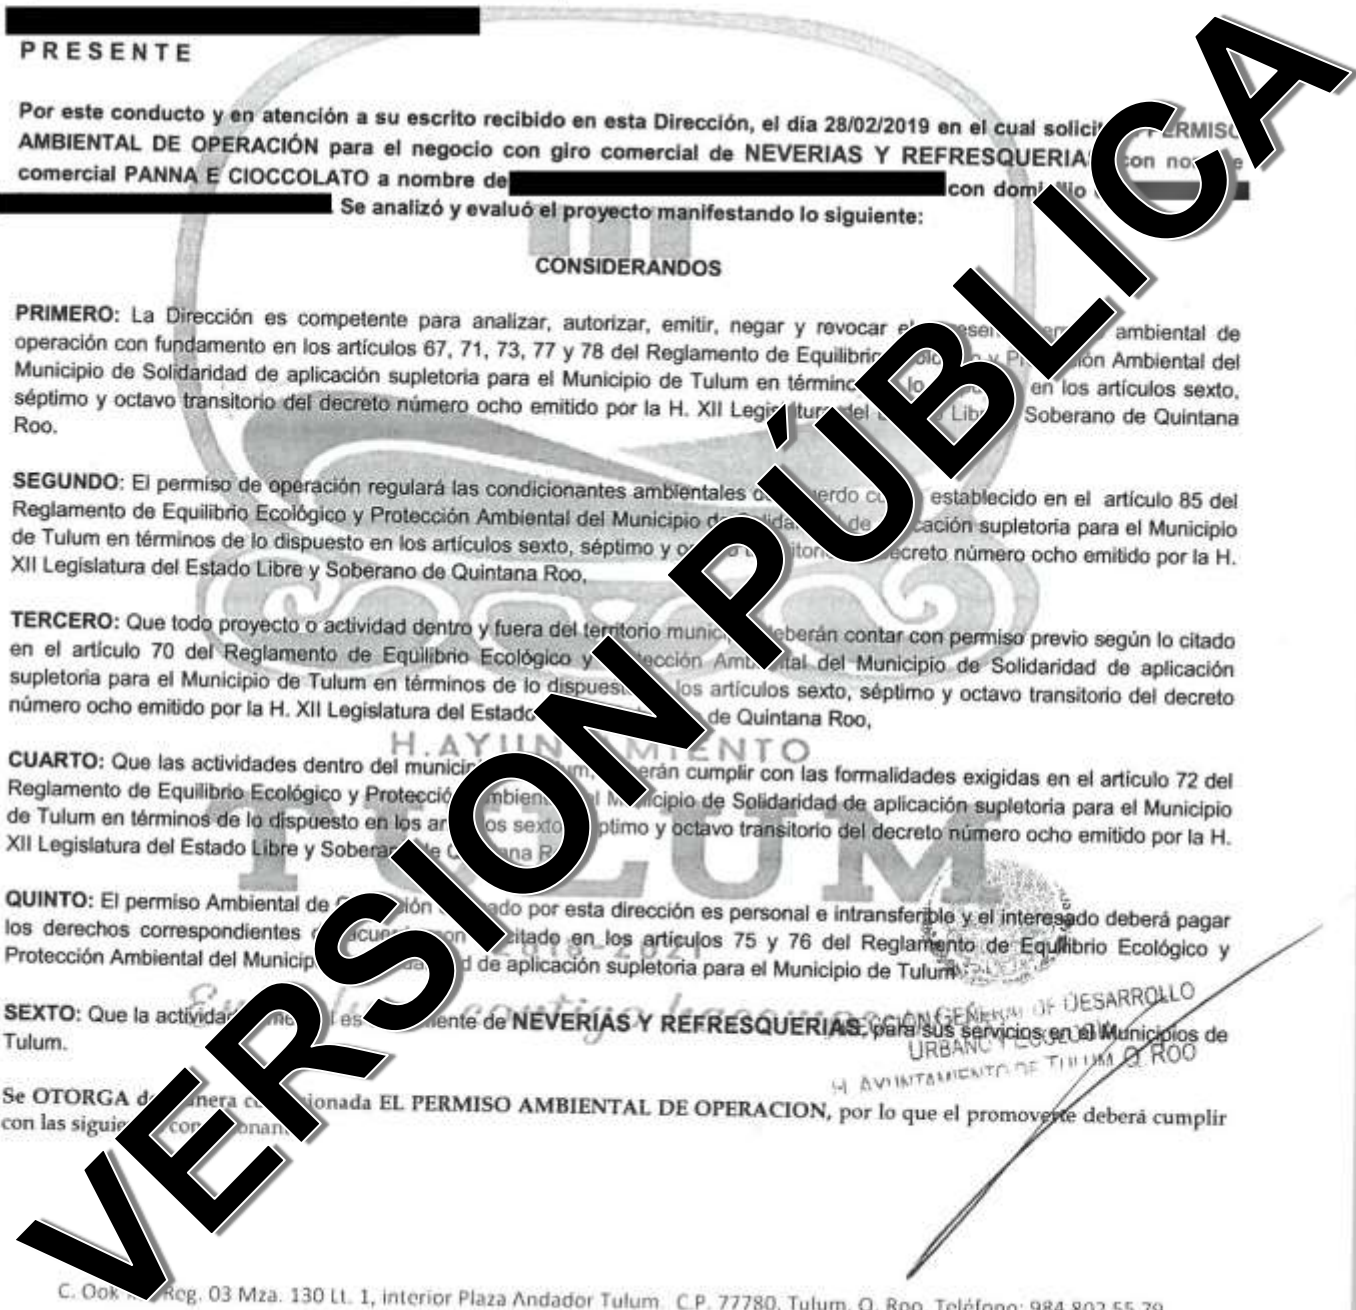 PRESENTE
Por este conducto y en atención a su escrito recibido en esta Dirección, el día 28/02/2019 en el cual
AMBIENTAL DE OPERACIÓN para el negocio con giro comercial de NEVERIAS Y REFRESQUERIAS con
comercial PANNA E CIOCCOLATO a nombre de con
Se analizó y evaluó el proyecto manifestando lo siguiente:
CONSIDERANDOS
PRIMERO: La Dirección es competente para analizar, autorizar, emitir, negar y revocar ambiental de
operación con fundamento en los artículos 67, 71, 73, 77 y 78 del Reglamento de Equilibrio y Ambiental del
Municipio de Solidaridad de aplicación supletoria para el Municipio de Tulum en en los artículos sexto,
séptimo y octavo transitorio del decreto número ocho emitido por la H. XII del Soberano de Quintana
Roo.
SEGUNDO: El permiso de operación regulará las condicionantes ambientales establecido en el artículo 85 del
Reglamento de Equilibrio Ecológico y Protección Ambiental del Municipio de supletoria para el Municipio
de Tulum en términos de lo dispuesto en los artículos sexto, séptimo y decreto número ocho emitido por la H.
XII Legislatura del Estado Libre y Soberano de Quintana Roo,
TERCERO: Que todo proyecto o actividad dentro y fuera del territorio deberán contar con permiso previo según lo citado
en el artículo 70 del Reglamento de Equilibrio Ecológico y del Municipio de Solidaridad de aplicación
supletoria para el Municipio de Tulum en términos de lo los artículos sexto, séptimo y octavo transitorio del decreto
número ocho emitido por la H. XII Legislatura del Estado de Quintana Roo,
H. AYUNTAMIENTO
CUARTO: Que las actividades dentro del cumplir con las formalidades exigidas en el artículo 72 del
Reglamento de Equilibrio Ecológico y de Solidaridad de aplicación supletoria para el Municipio
de Tulum en términos de lo dispuesto en los y octavo transitorio del decreto número ocho emitido por la H.
XII Legislatura del Estado Libre y
TULUM
QUINTO: El permiso Ambiental de por esta dirección es personal e intransferible y el interesado deberá pagar
los derechos correspondientes citado en los artículos 75 y 76 del Reglamento de Equilibrio Ecológico y
2018-2021
Protección Ambiental del de aplicación supletoria para el Municipio de Tulum
SEXTO: Que la de NEVERIAS Y REFRESQUERIAS, para sus servicios en el Municipios de
Tulum.
contigo
GENERAL DE DESARROLLO
URBANO Y
H. AYUNTAMIENTO DE TULUM Q. ROO
Se OTORGA EL PERMISO AMBIENTAL DE OPERACION, por lo que el promovente deberá cumplir
con las
C. Reg. 03 Mza. 130 Lt. 1, interior Plaza Andador Tulum C.P. 77780, Tulum, Q. Roo. Teléfono: 984 802 55 79
VERSION PÚBLICA